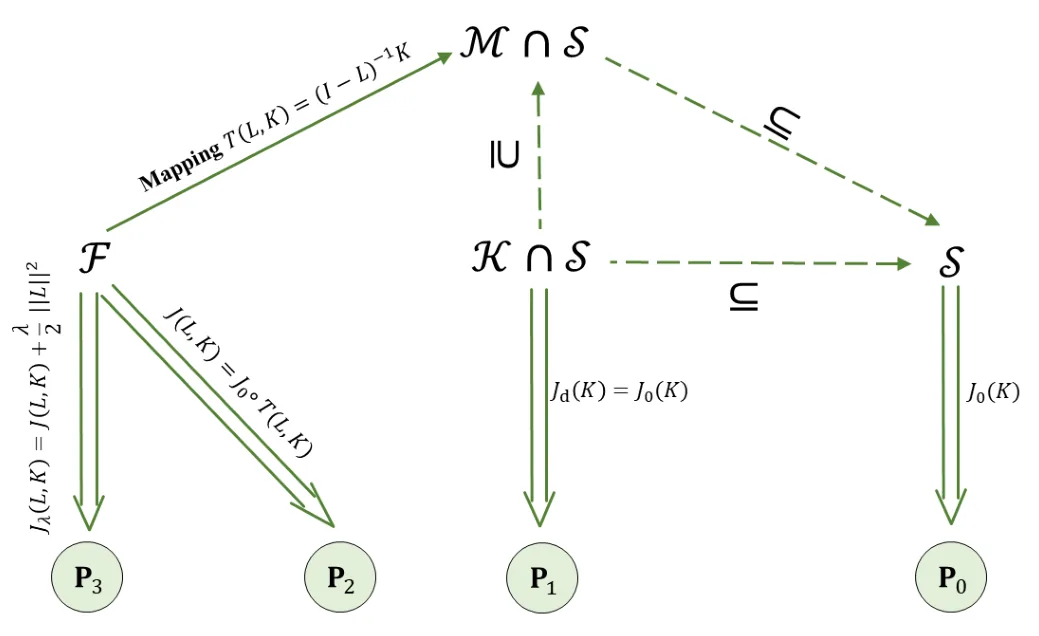 ℳ ∩ 𝒮
Mapping T(L, K) = (I − L)⁻¹K
⊆
⊆
ℱ
𝒦 ∩ 𝒮
𝒮
⊆
J_λ(L, K) = J(L, K) + λ/2 ||L||²
J(L, K) = J₀∘T(L, K)
J_d(K) = J₀(K)
J₀(K)
P₃
P₂
P₁
P₀